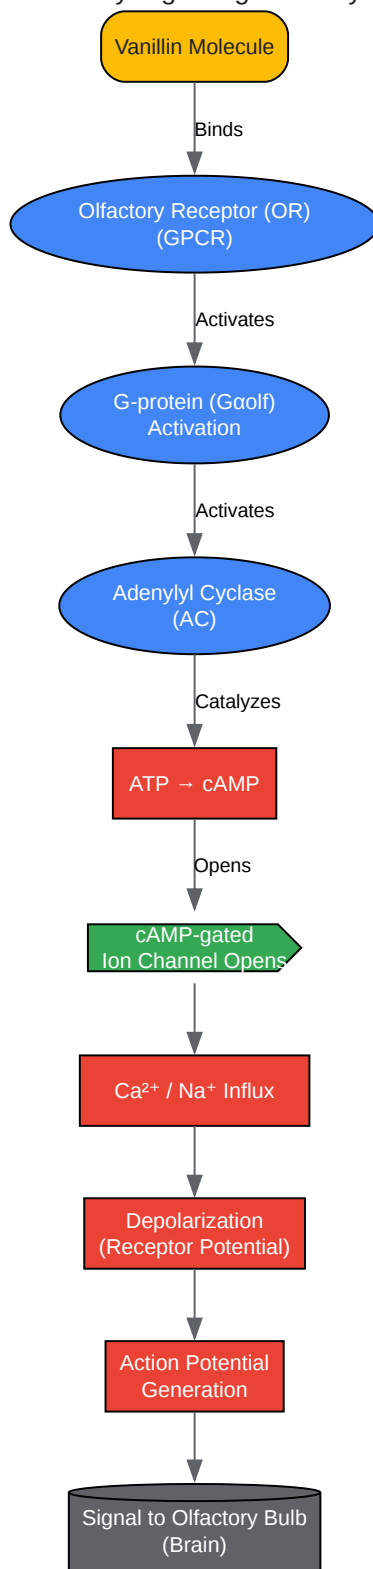 Vanillin Molecule
Binds
Olfactory Receptor (OR)
(GPCR)
Activates
G-protein (Gαolf)
Activation
Activates
Adenylyl Cyclase
(AC)
Catalyzes
ATP → cAMP
Opens
cAMP-gated
Ion Channel Opens
Ca²⁺ / Na⁺ Influx
Depolarization
(Receptor Potential)
Action Potential
Generation
Signal to Olfactory Bulb
(Brain)